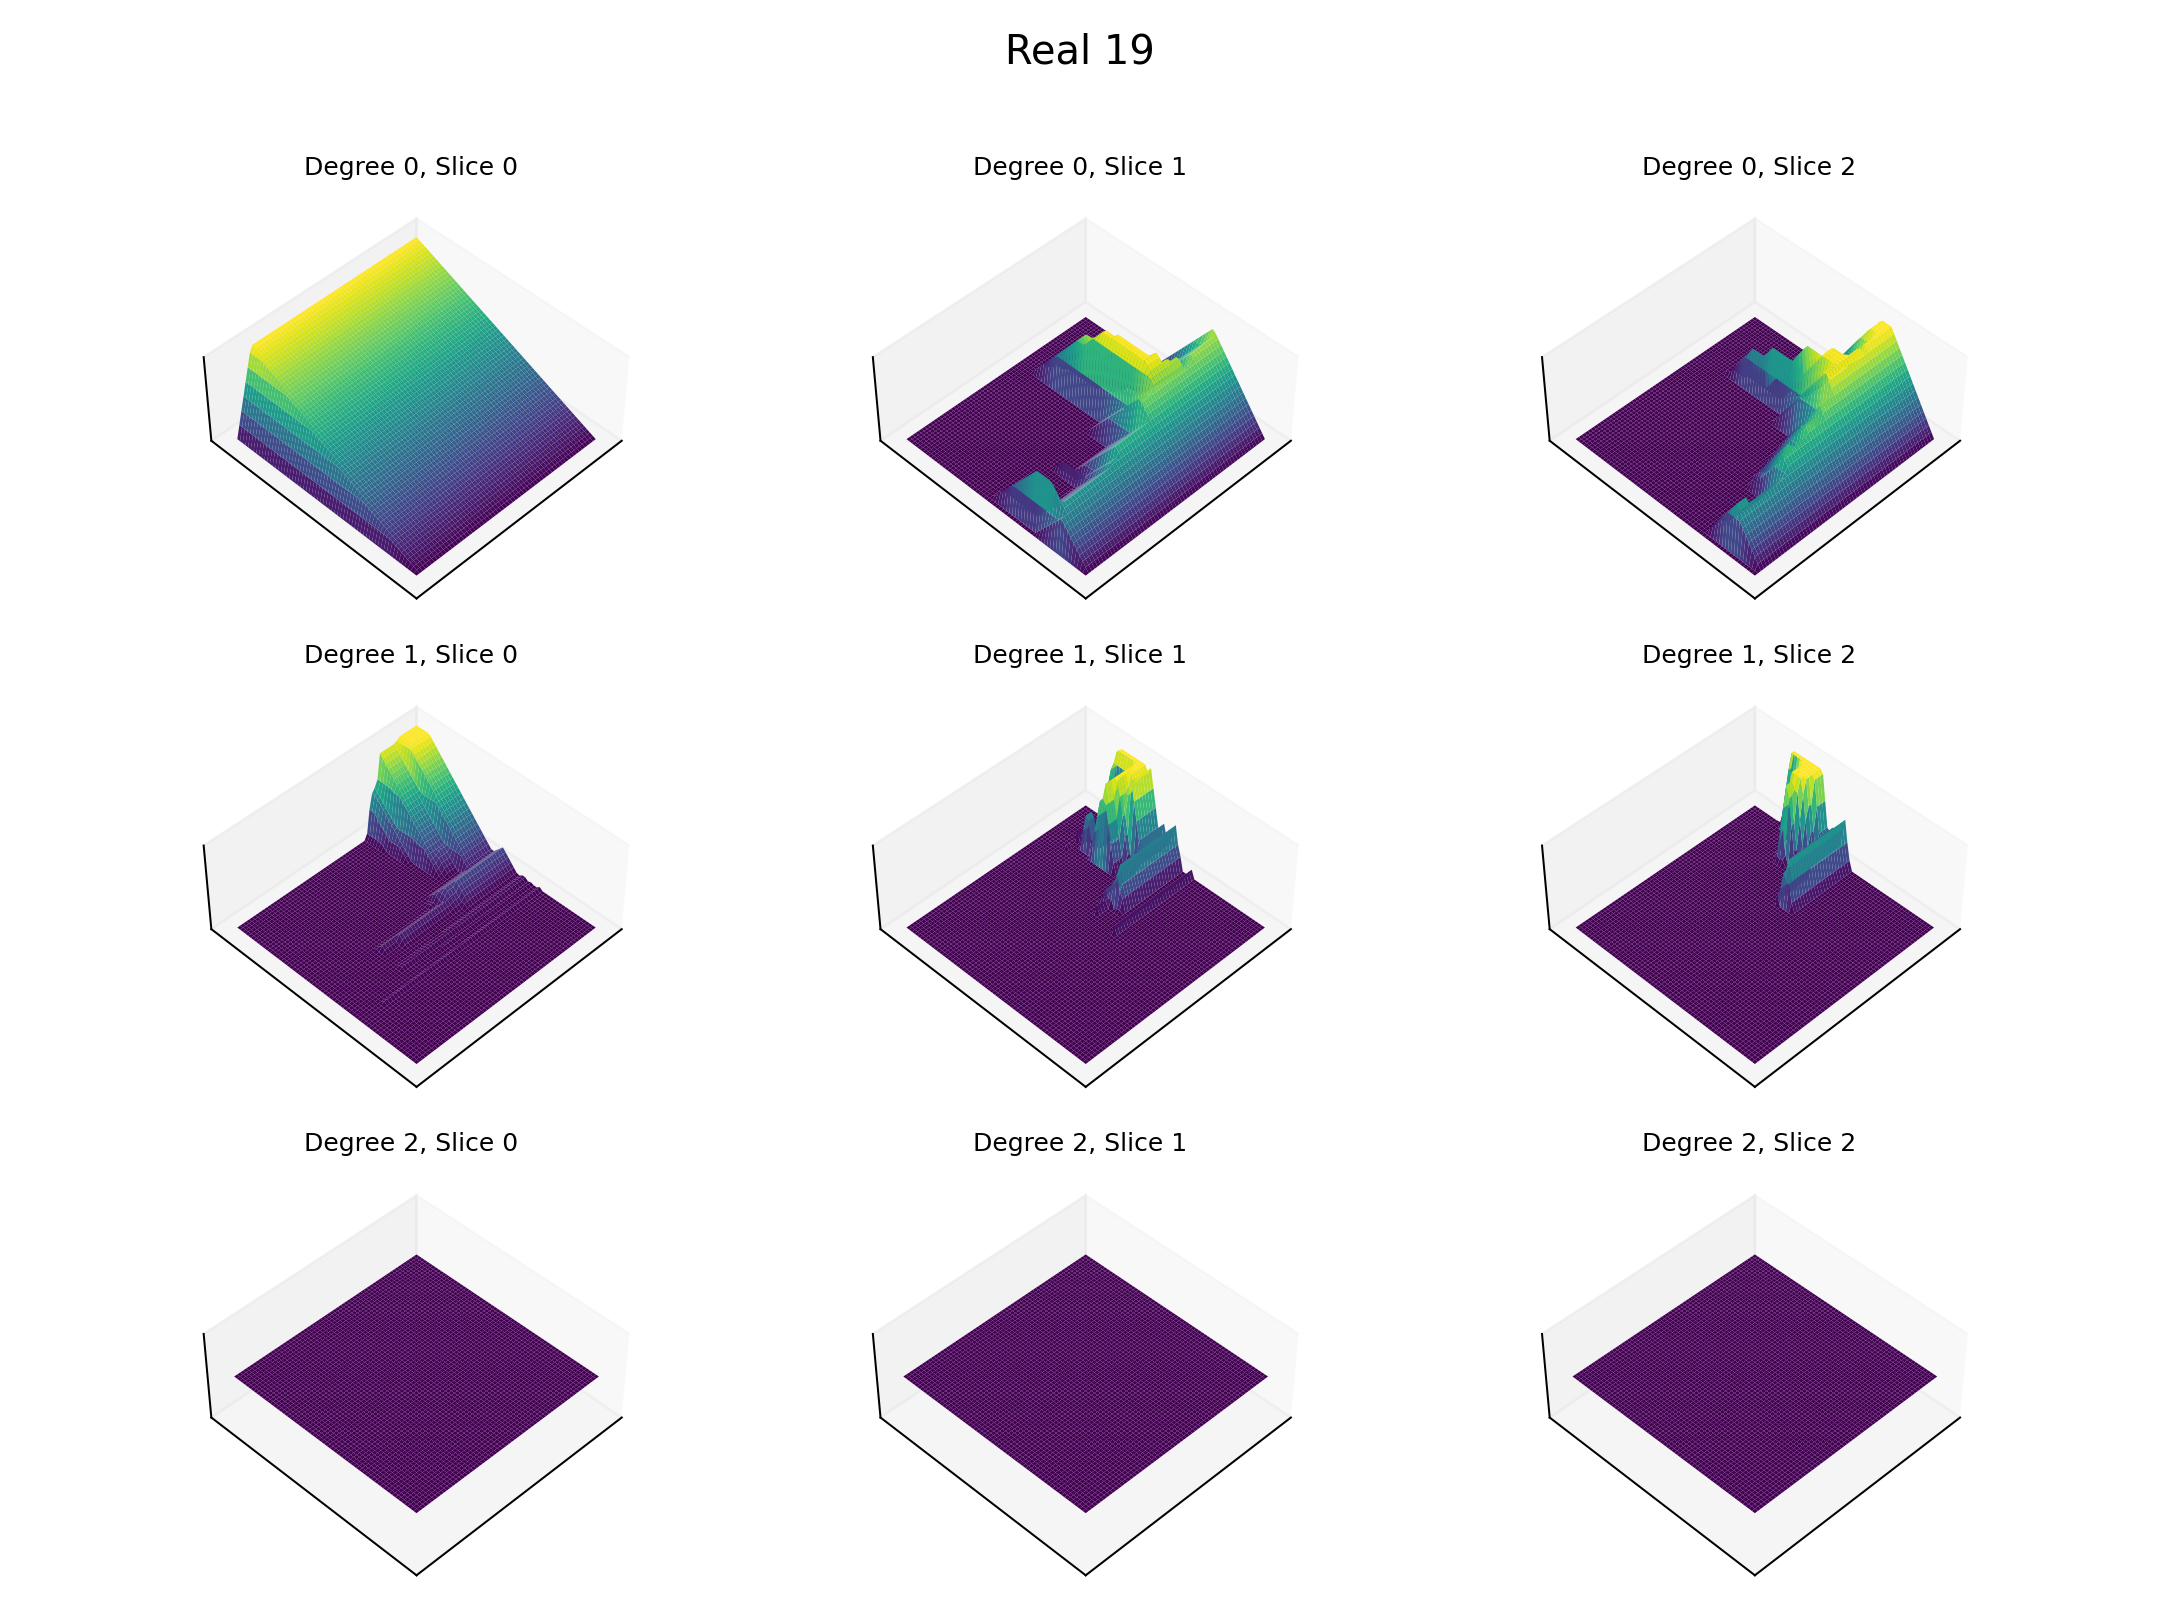 Real 19
Degree 0, Slice 0
Degree 0, Slice 1
Degree 0, Slice 2
Degree 1, Slice 0
Degree 1, Slice 1
Degree 1, Slice 2
Degree 2, Slice 0
Degree 2, Slice 1
Degree 2, Slice 2